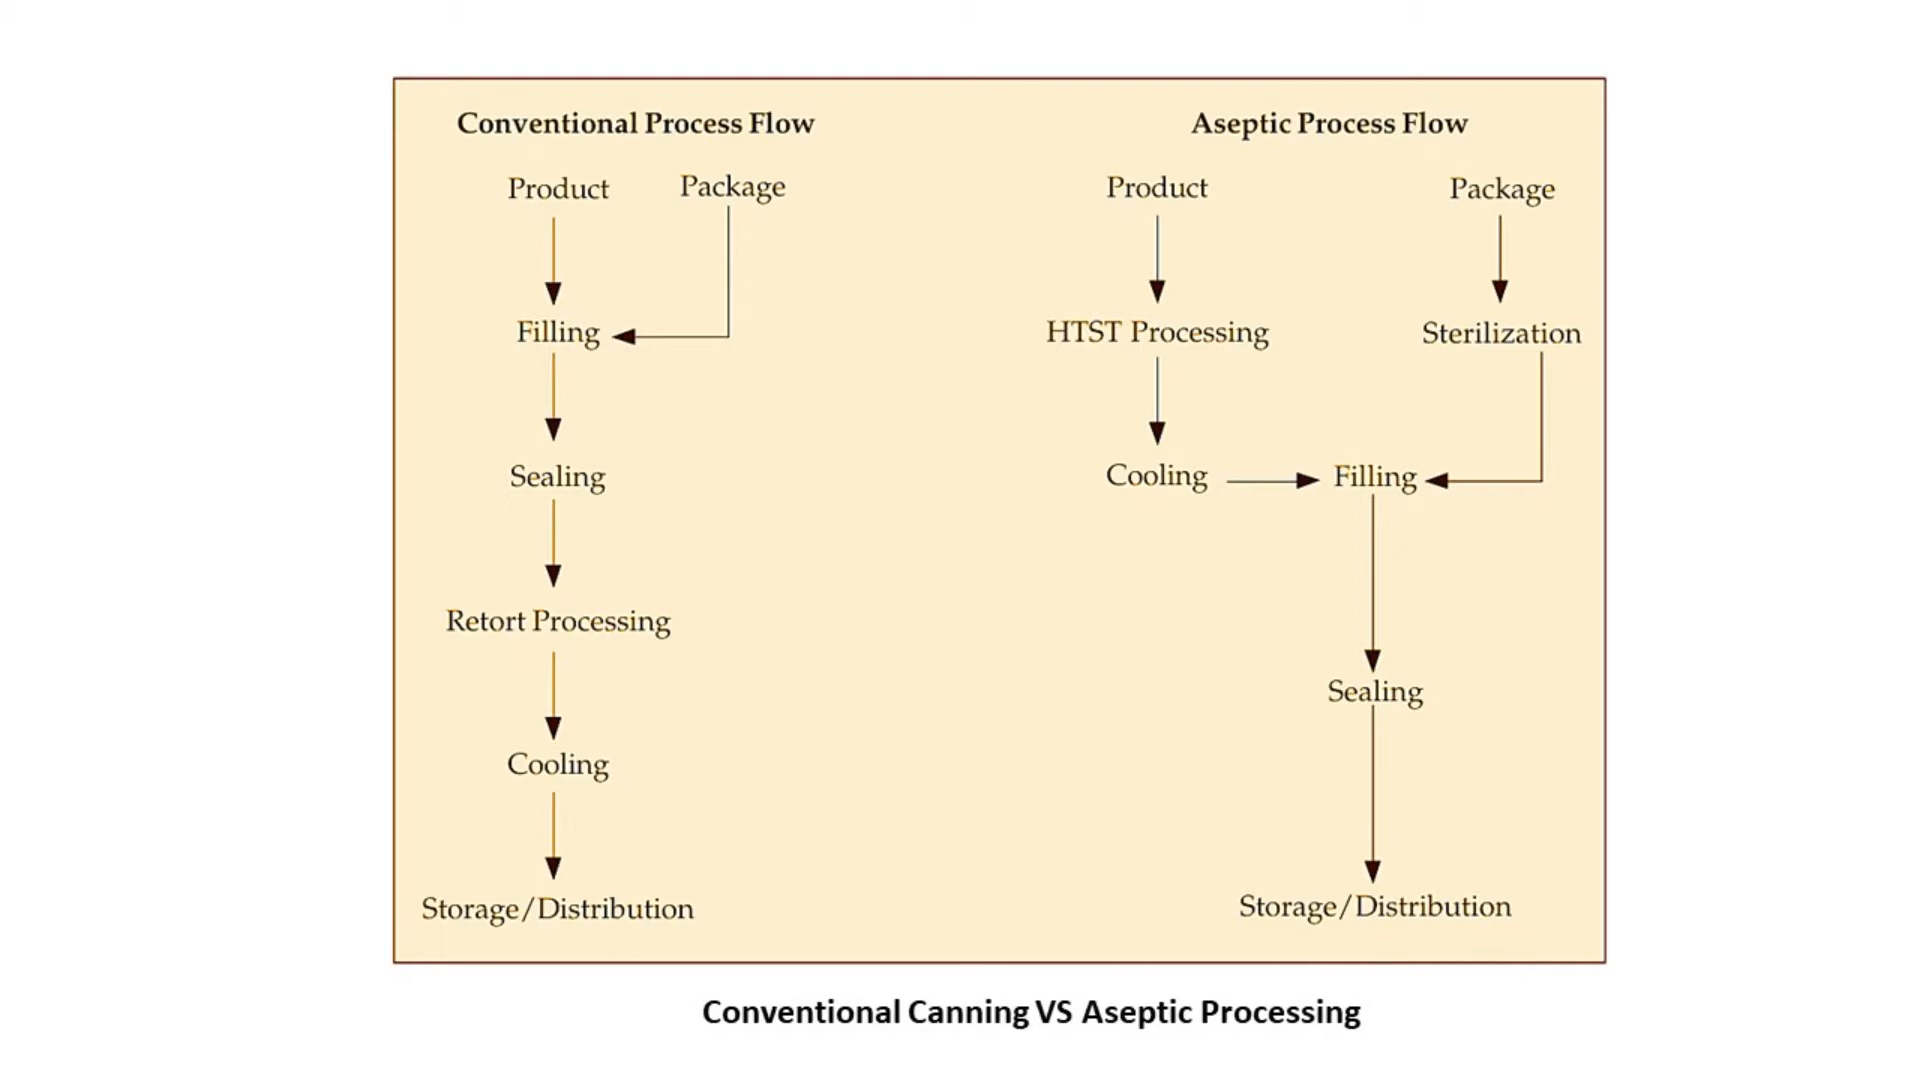 Conventional Process Flow
Product
Package
Filling
Sealing
Retort Processing
Cooling
Storage/Distribution
Aseptic Process Flow
Product
Package
HTST Processing
Sterilization
Cooling
Filling
Sealing
Storage/Distribution
Conventional Canning VS Aseptic Processing